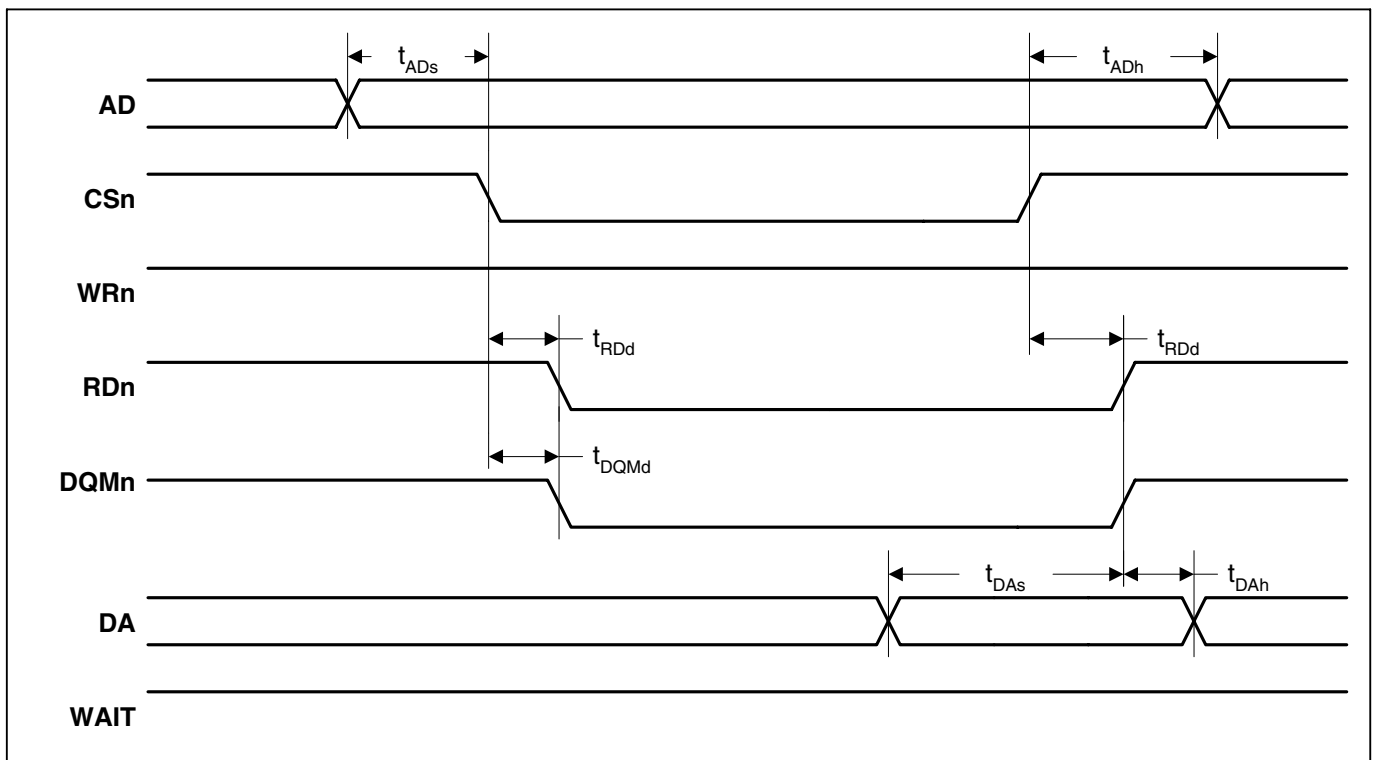 tADs
tADh
AD
CSn
WRn
tRDd
tRDd
RDn
tDQMd
DQMn
tDAs
tDAh
DA
WAIT